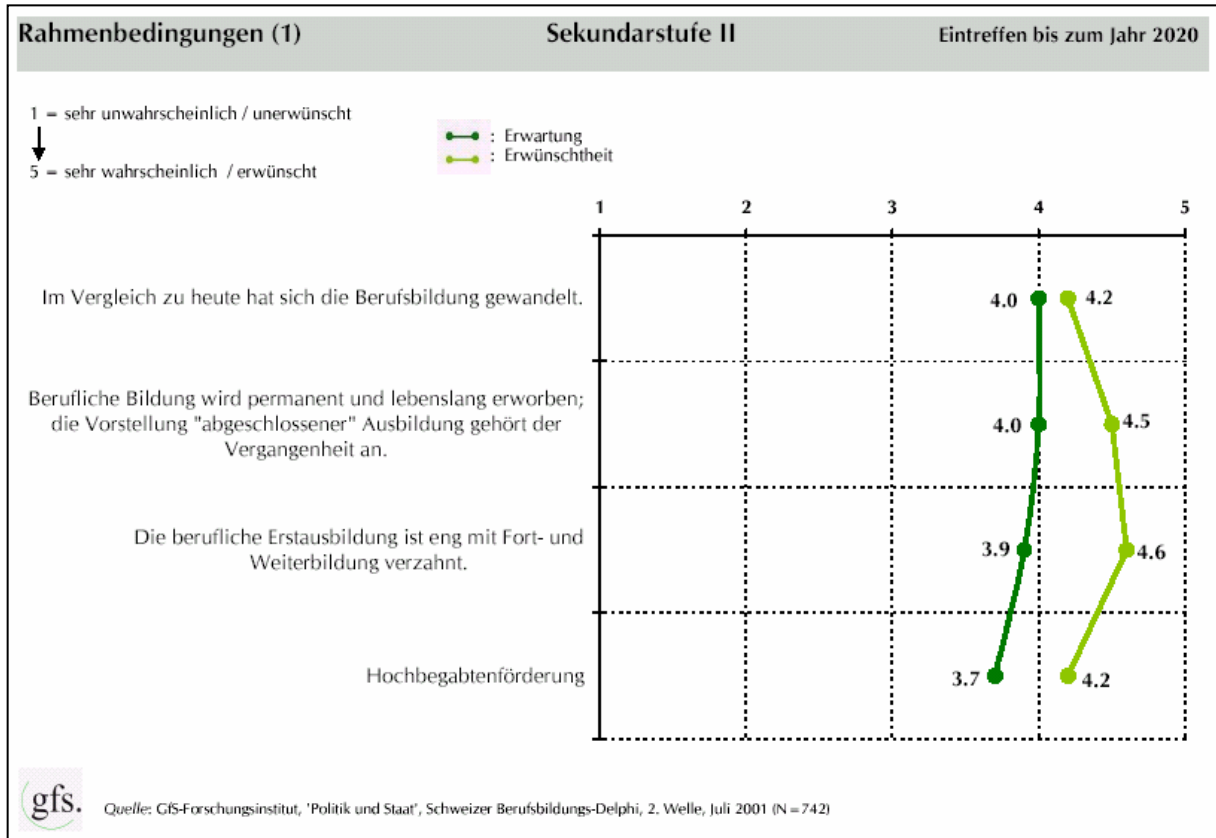 Rahmenbedingungen (1) Sekundarstufe II Eintreffen bis zum Jahr 2020
1 = sehr unwahrscheinlich / unerwünscht
5 = sehr wahrscheinlich / erwünscht
: Erwartung
: Erwünschtheit
1 2 3 4 5
Im Vergleich zu heute hat sich die Berufsbildung gewandelt.
4.0 4.2
Berufliche Bildung wird permanent und lebenslang erworben;
die Vorstellung "abgeschlossener" Ausbildung gehört der
Vergangenheit an.
4.0 4.5
Die berufliche Erstausbildung ist eng mit Fort- und
Weiterbildung verzahnt.
3.9 4.6
Hochbegabtenförderung
3.7 4.2
gfs.
Quelle: GfS-Forschungsinstitut, 'Politik und Staat', Schweizer Berufsbildungs-Delphi, 2. Welle, Juli 2001 (N=742)